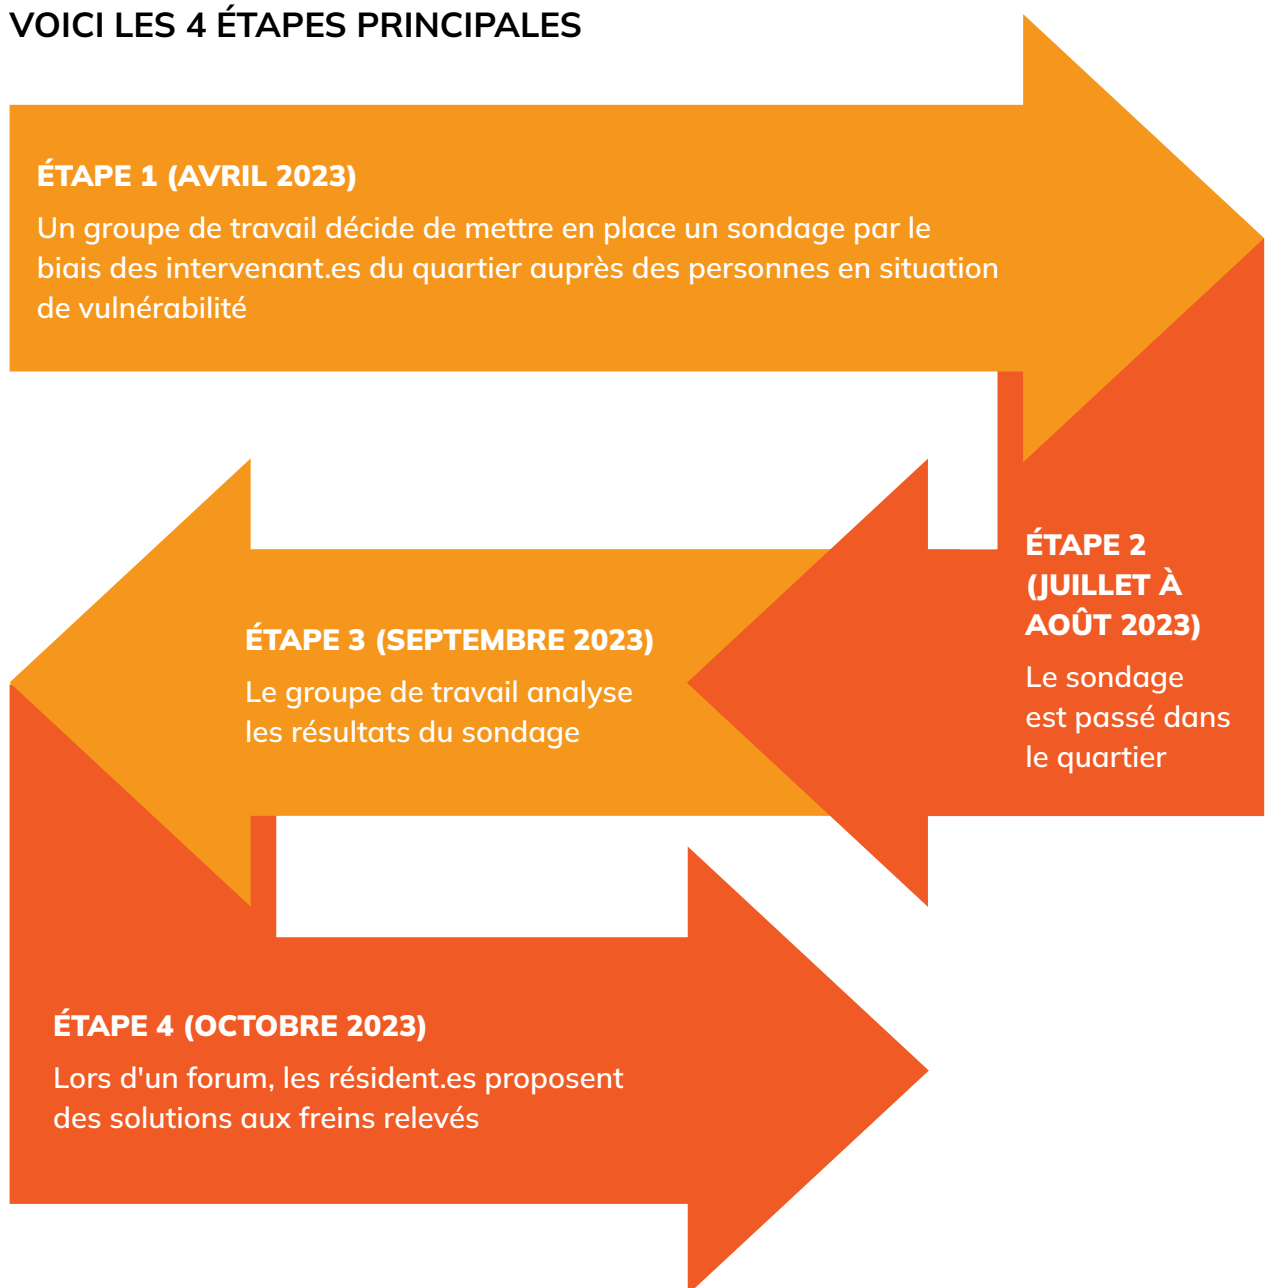 VOICI LES 4 ÉTAPES PRINCIPALES
ÉTAPE 1 (AVRIL 2023)
Un groupe de travail décide de mettre en place un sondage par le
biais des intervenant.es du quartier auprès des personnes en situation
de vulnérabilité
ÉTAPE 2
(JUILLET À
AOÛT 2023)
Le sondage
est passé dans
le quartier
ÉTAPE 3 (SEPTEMBRE 2023)
Le groupe de travail analyse
les résultats du sondage
ÉTAPE 4 (OCTOBRE 2023)
Lors d'un forum, les résident.es proposent
des solutions aux freins relevés